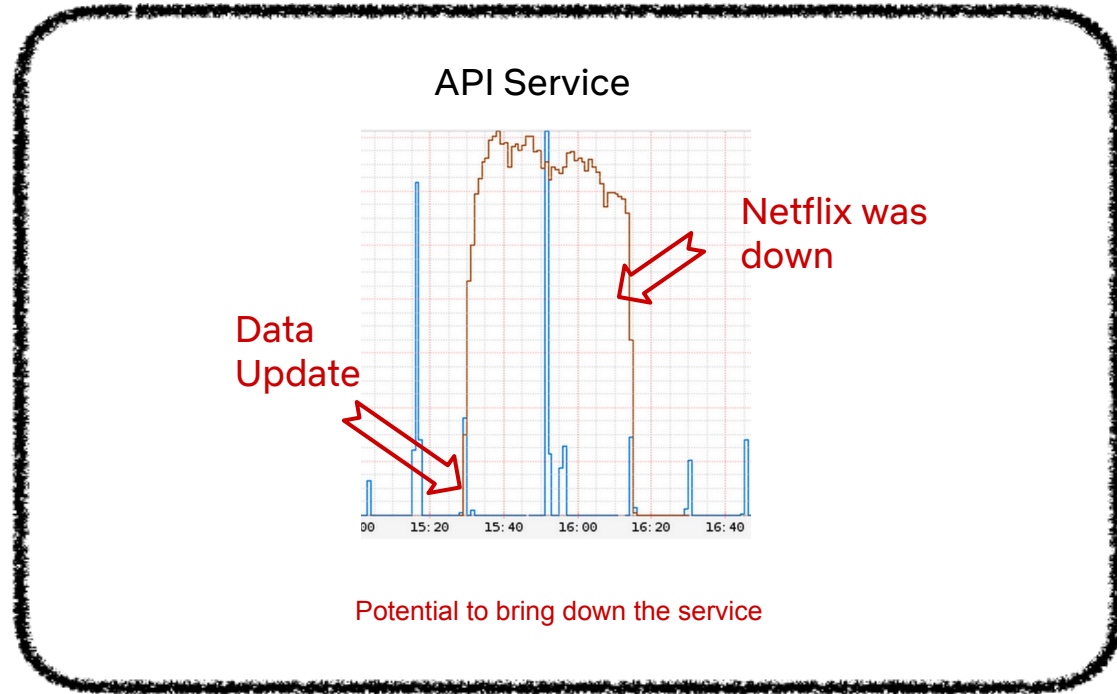 API Service
Netflix was
down
Data
Update
00 15:20 15:40 16:00 16:20 16:40
Potential to bring down the service